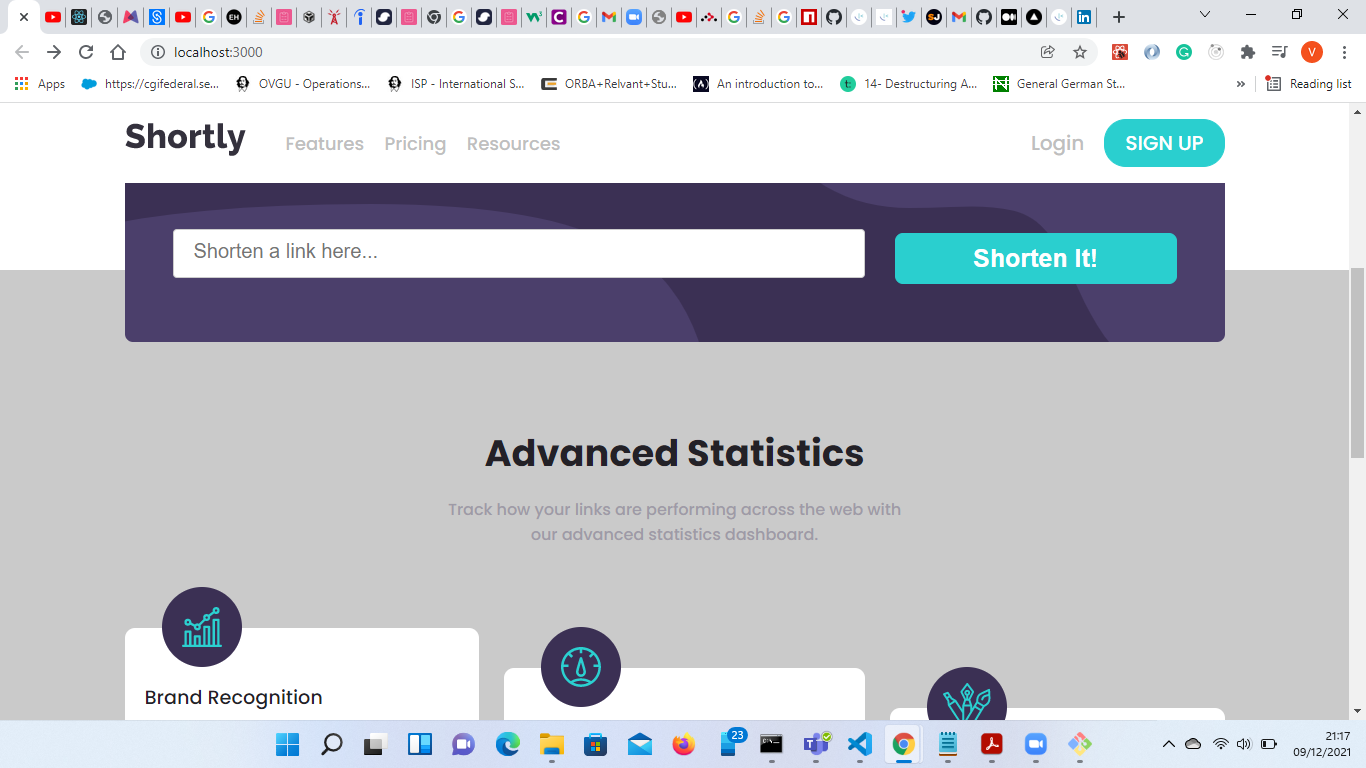 localhost:3000
V
Apps
https://cgifederal.se...
OVGU - Operations...
ISP - International S...
ORBA+Relvant+Stu...
An introduction to...
14- Destructuring A...
General German St...
»
Reading list
Shortly
Features
Pricing
Resources
Login
SIGN UP
Shorten a link here...
Shorten It!
Advanced Statistics
Track how your links are performing across the web with
our advanced statistics dashboard.
Brand Recognition
23
21:17
09/12/2021